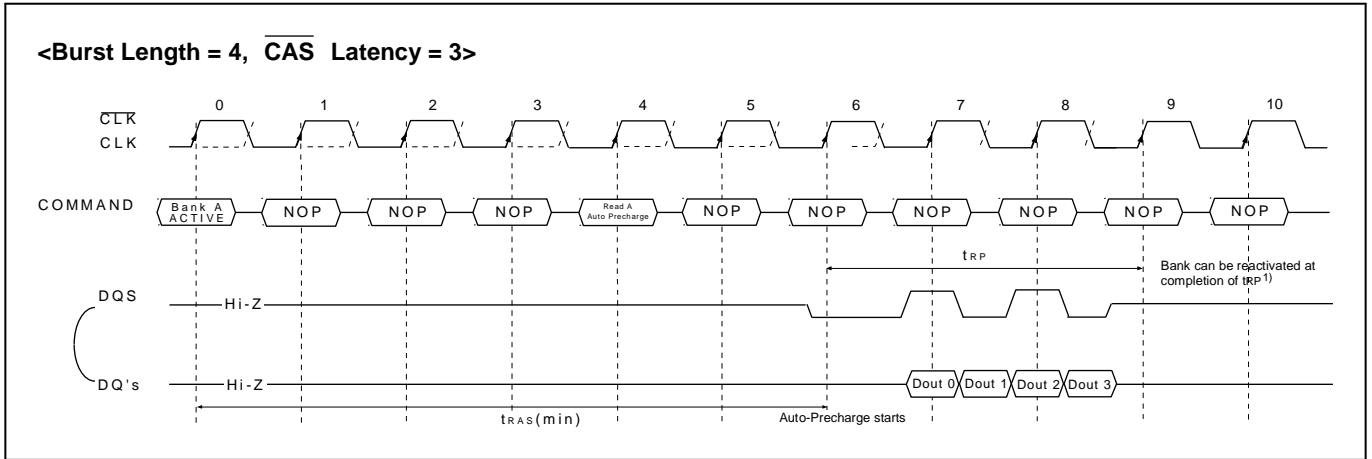 <Burst Length = 4, CAS Latency = 3>
0 1 2 3 4 5 6 7 8 9 10
CLK
CLK
COMMAND
Bank A
ACTIVE
NOP
NOP
NOP
Read A
Auto Precharge
NOP
NOP
NOP
NOP
NOP
NOP
tRP
Bank can be reactivated at
completion of tRP1)
DQS
Hi-Z
DQ's
Hi-Z
Dout 0 Dout 1 Dout 2 Dout 3
tRAS(min)
Auto-Precharge starts